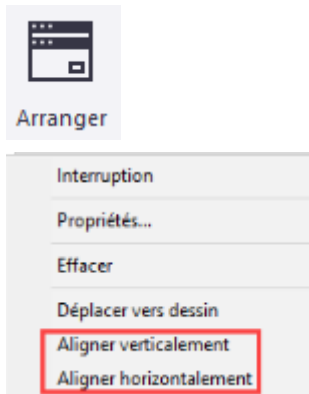 Arranger
Interruption
Propriétés...
Effacer
Déplacer vers dessin
Aligner verticalement
Aligner horizontalement